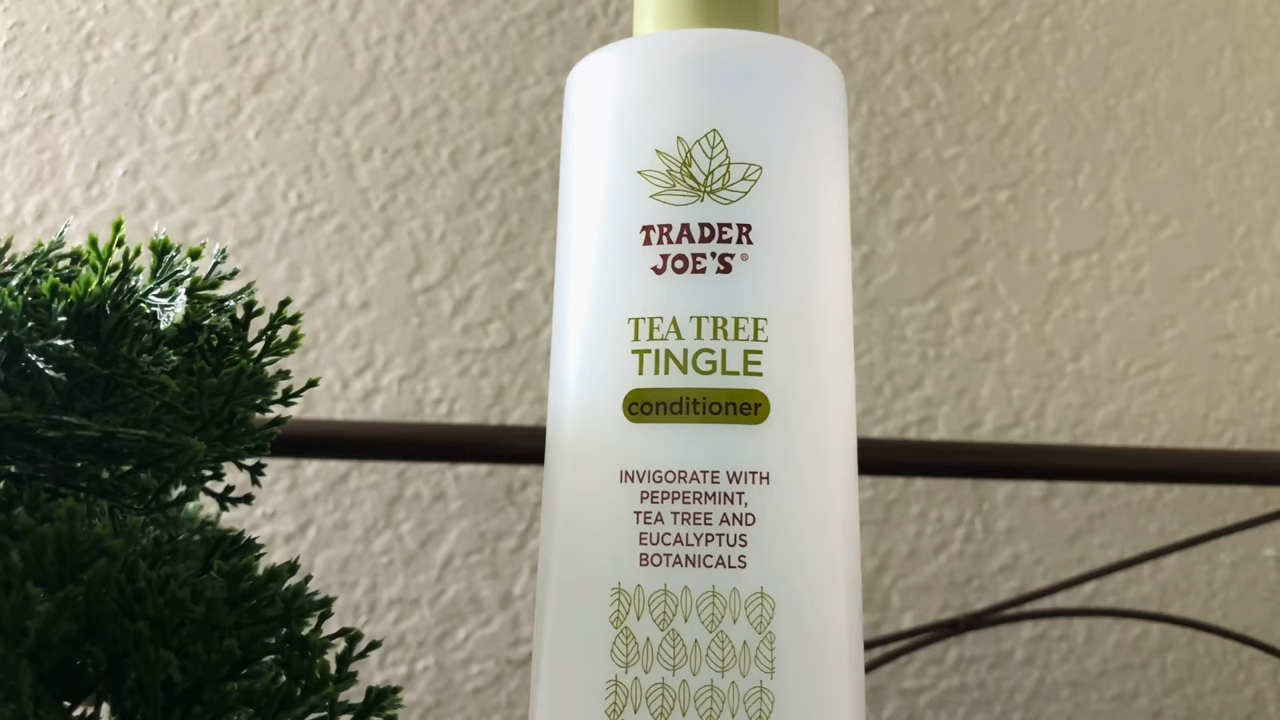 TRADER
JOE'S®
TEA TREE
TINGLE
conditioner
INVIGORATE WITH
PEPPERMINT,
TEA TREE AND
EUCALYPTUS
BOTANICALS